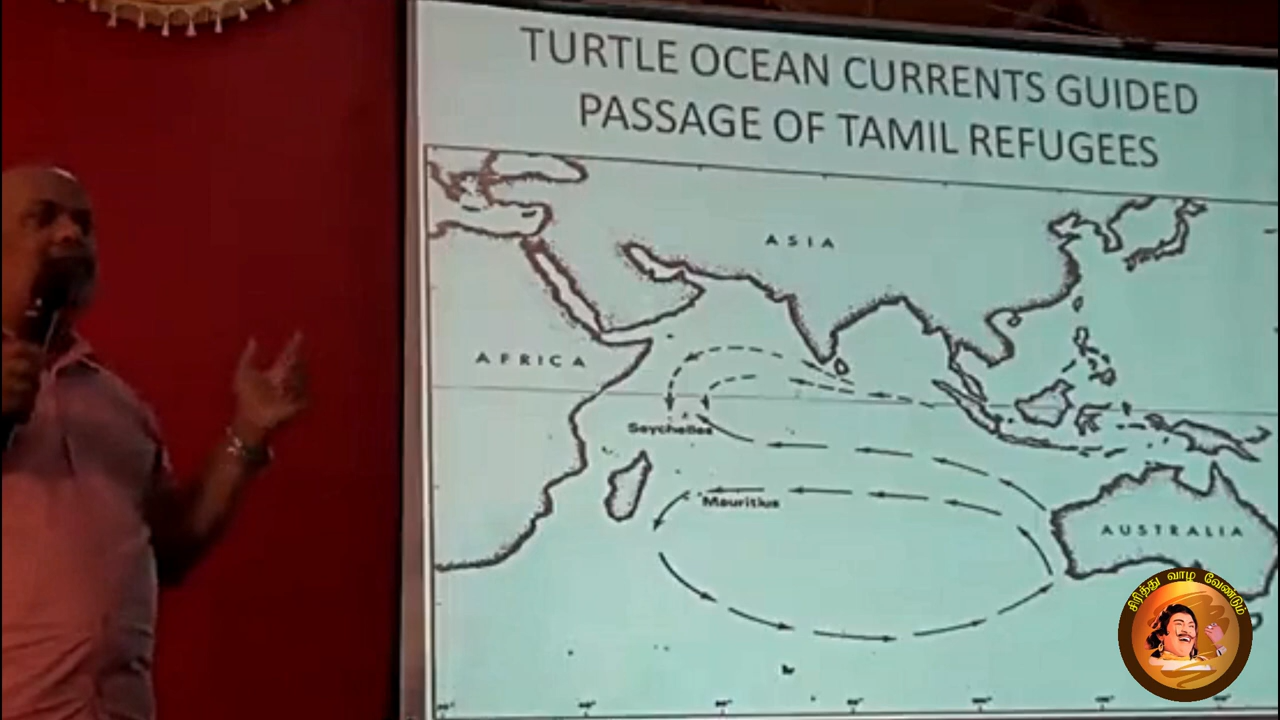 TURTLE OCEAN CURRENTS GUIDED
PASSAGE OF TAMIL REFUGEES
ASIA
AFRICA
Seychelles
Mauritius
AUSTRALIA
சிரித்து வாழ வேண்டும்